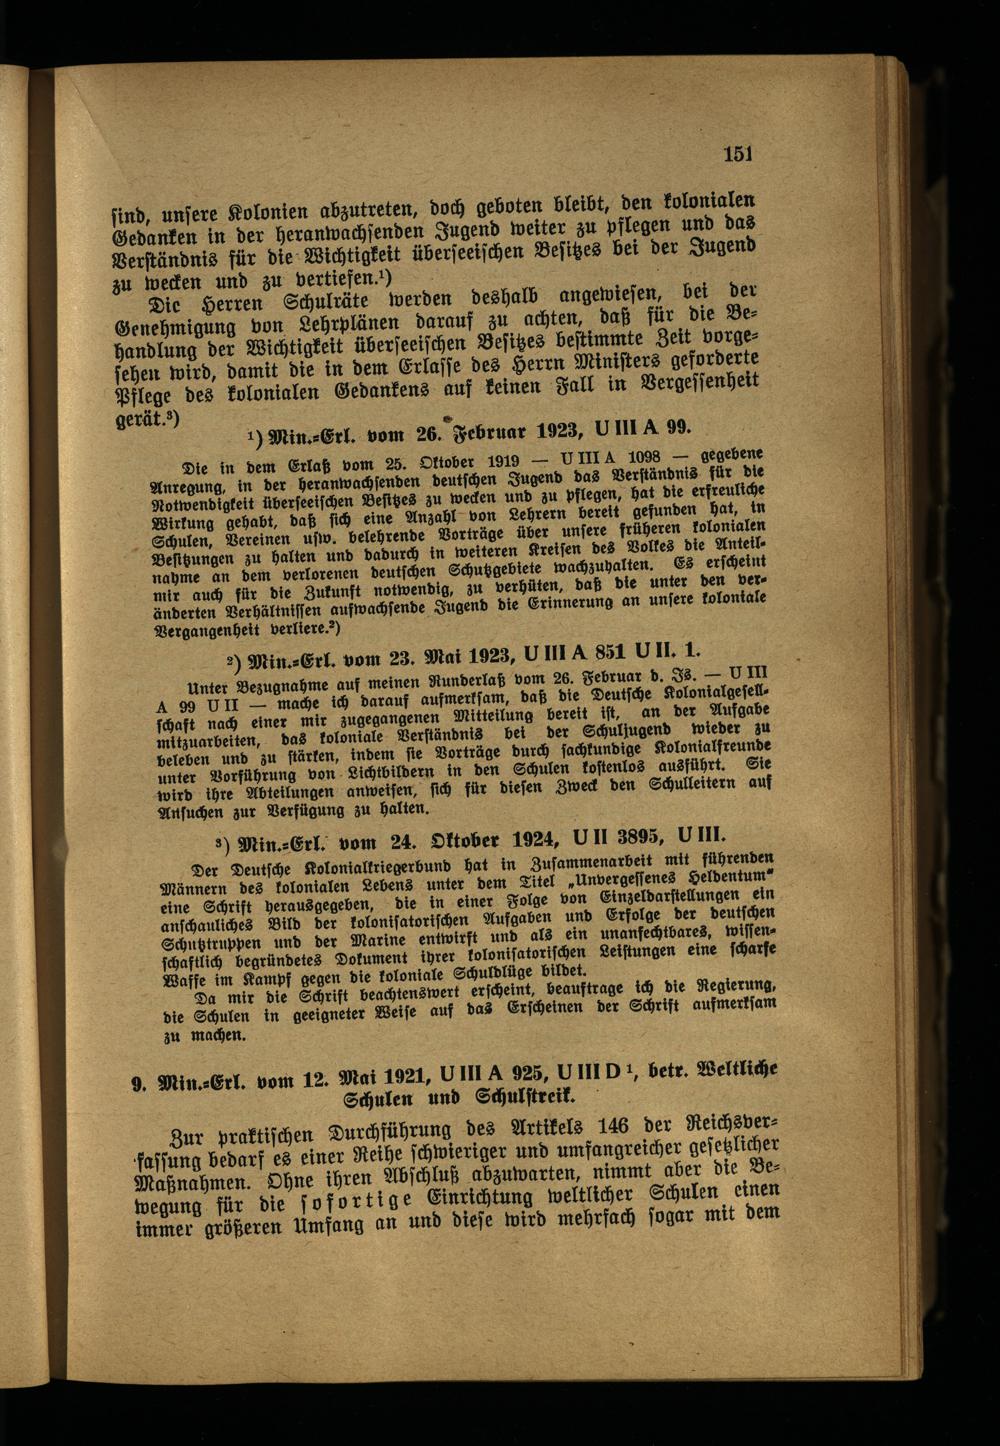 151
sind, unsere Kolonien abzutreten, doch geboten bleibt, den kolonialen
Gedanken in der heranwachsenden Jugend weiter zu pflegen und das
Verständnis für die Wichtigkeit überseeischen Besitzes bei der Jugend
zu wecken und zu vertiefen.¹)
Die Herren Schulräte werden deshalb angewiesen, bei der
Genehmigung von Lehrplänen darauf zu achten, daß für die Be-
handlung der Wichtigkeit überseeischen Besitzes bestimmte Zeit vorge-
sehen wird, damit die in dem Erlasse des Herrn Ministers geforderte
Pflege des kolonialen Gedankens auf keinen Fall in Vergessenheit
gerät.³)
¹) Min.-Erl. vom 26. Februar 1923, U III A 99.
Die in dem Erlaß vom 25. Oktober 1919 — U III A 1098 — gegebene
Anregung, in der heranwachsenden deutschen Jugend das Verständnis für die
Notwendigkeit überseeischen Besitzes zu wecken und zu pflegen, hat die erfreuliche
Wirkung gehabt, daß sich eine Anzahl von Lehrern bereit gefunden hat, in
Schulen, Vereinen usw. belehrende Vorträge über unsere früheren kolonialen
Besitzungen zu halten und dadurch in weiteren Kreisen des Volkes die Anteil-
nahme an dem verlorenen deutschen Schutzgebiete wachzuhalten. Es erscheint
mir auch für die Zukunft notwendig, zu verhüten, daß die unter den ver-
änderten Verhältnissen aufwachsende Jugend die Erinnerung an unsere koloniale
Vergangenheit verliere.²)
²) Min.-Erl. vom 23. Mai 1923, U III A 851 U II. 1.
Unter Bezugnahme auf meinen Runderlaß vom 26. Februar d. Js. — U III
A 99 U II — mache ich darauf aufmerksam, daß die Deutsche Kolonialgesell-
schaft nach einer mir zugegangenen Mitteilung bereit ist, an der Aufgabe
mitzuarbeiten, das koloniale Verständnis bei der Schuljugend wieder zu
beleben und zu stärken, indem sie Vorträge durch sachkundige Kolonialfreunde
unter Vorführung von Lichtbildern in den Schulen kostenlos ausführt. Sie
wird ihre Abteilungen anweisen, sich für diesen Zweck den Schulleitern auf
Ansuchen zur Verfügung zu halten.
³) Min.-Erl. vom 24. Oktober 1924, U II 3895, U III.
Der Deutsche Kolonialkriegerbund hat in Zusammenarbeit mit führenden
Männern des kolonialen Lebens unter dem Titel „Unvergessenes Heldentum“
eine Schrift herausgegeben, die in einer Folge von Einzeldarstellungen ein
anschauliches Bild der kolonisatorischen Aufgaben und Erfolge der deutschen
Schutztruppen und der Marine entwirft und als ein unanfechtbares, wissen-
schaftlich begründetes Dokument ihrer kolonisatorischen Leistungen eine scharfe
Waffe im Kampf gegen die koloniale Schuldlüge bildet.
Da mir die Schrift beachtenswert erscheint, beauftrage ich die Regierung,
die Schulen in geeigneter Weise auf das Erscheinen der Schrift aufmerksam
zu machen.
9. Min.-Erl. vom 12. Mai 1921, U III A 925, U III D ¹, betr. Weltliche
Schulen und Schulstreik.
Zur praktischen Durchführung des Artikels 146 der Reichsver-
fassung bedarf es einer Reihe schwieriger und umfangreicher gesetzlicher
Maßnahmen. Ohne ihren Abschluß abzuwarten, nimmt aber die Be-
wegung für die sofortige Einrichtung weltlicher Schulen einen
immer größeren Umfang an und diese wird mehrfach sogar mit dem